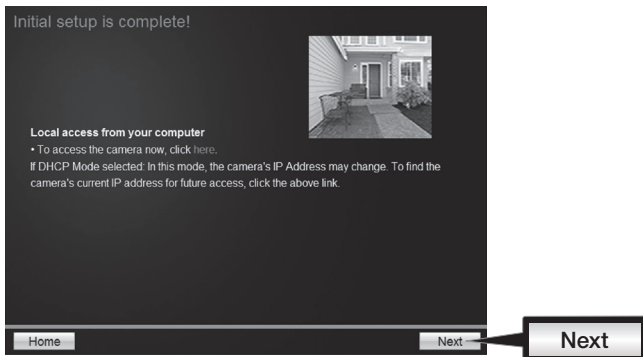 Initial setup is complete!
Local access from your computer
• To access the camera now, click here.
If DHCP Mode selected: In this mode, the camera's IP Address may change. To find the
camera's current IP address for future access, click the above link.
Home
Next
Next